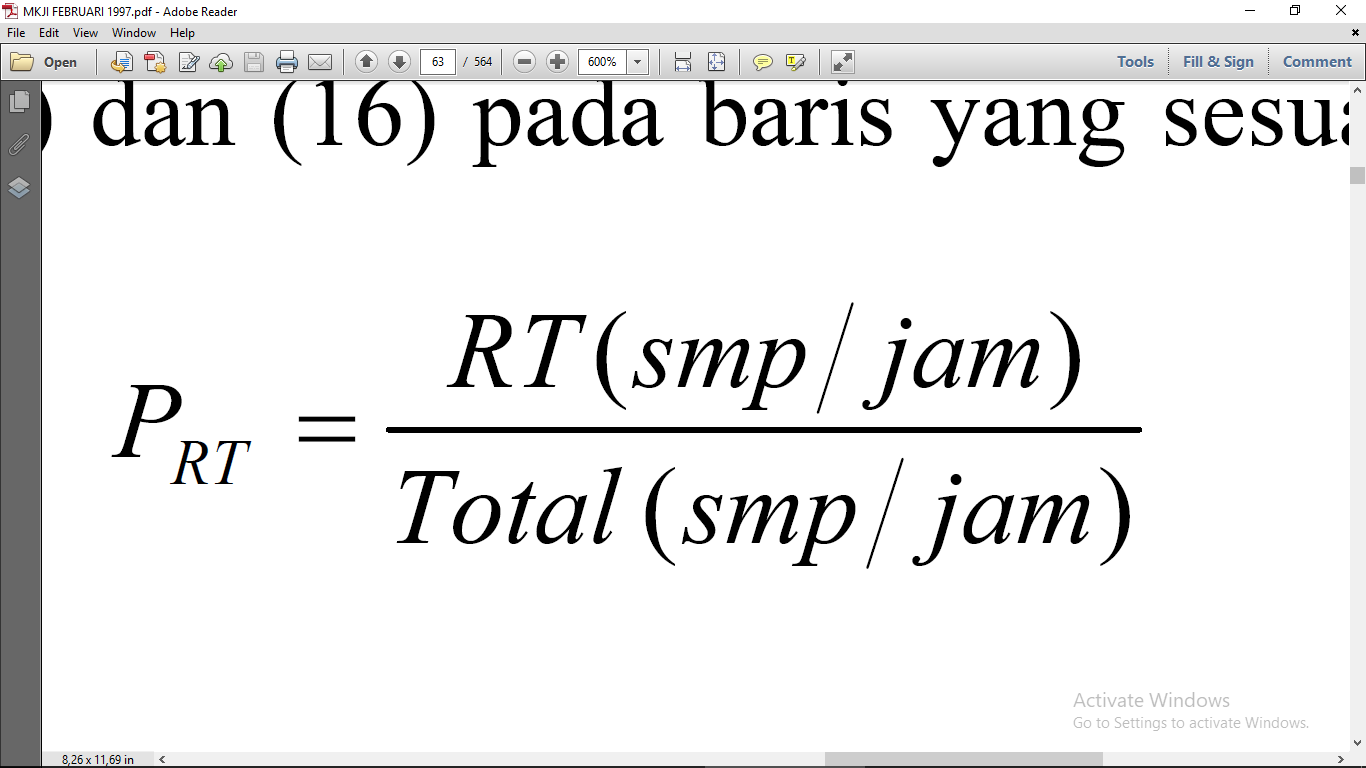 MKJI FEBRUARI 1997.pdf - Adobe Reader
File Edit View Window Help
Open 63 / 564 600% Tools Fill & Sign Comment
) dan (16) pada baris yang
RT(smp/ jam)
P_RT =
Total (smp/ jam)
Activate Windows
Go to Settings to activate Windows.
8,26 x 11,69 in